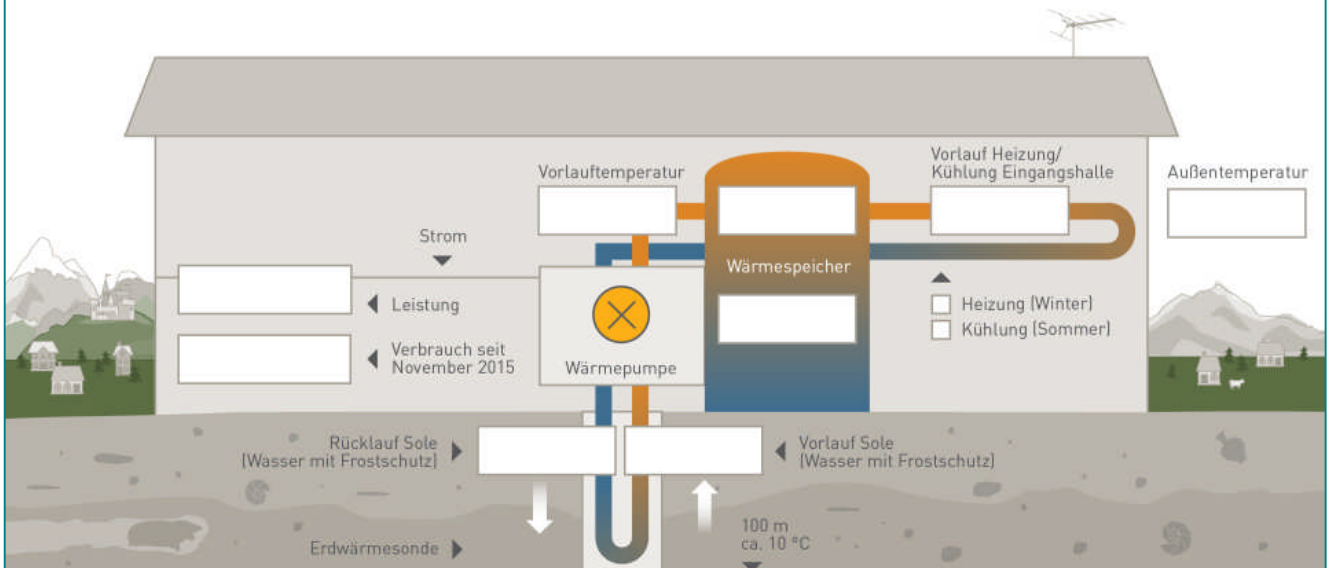 Vorlauf Heizung/
Kühlung Eingangshalle
Vorlauftemperatur
Außentemperatur
Strom
Wärmespeicher
Leistung
Heizung (Winter)
Kühlung (Sommer)
Verbrauch seit
November 2015
Wärmepumpe
Rücklauf Sole
(Wasser mit Frostschutz)
Vorlauf Sole
(Wasser mit Frostschutz)
100 m
ca. 10 °C
Erdwärmesonde